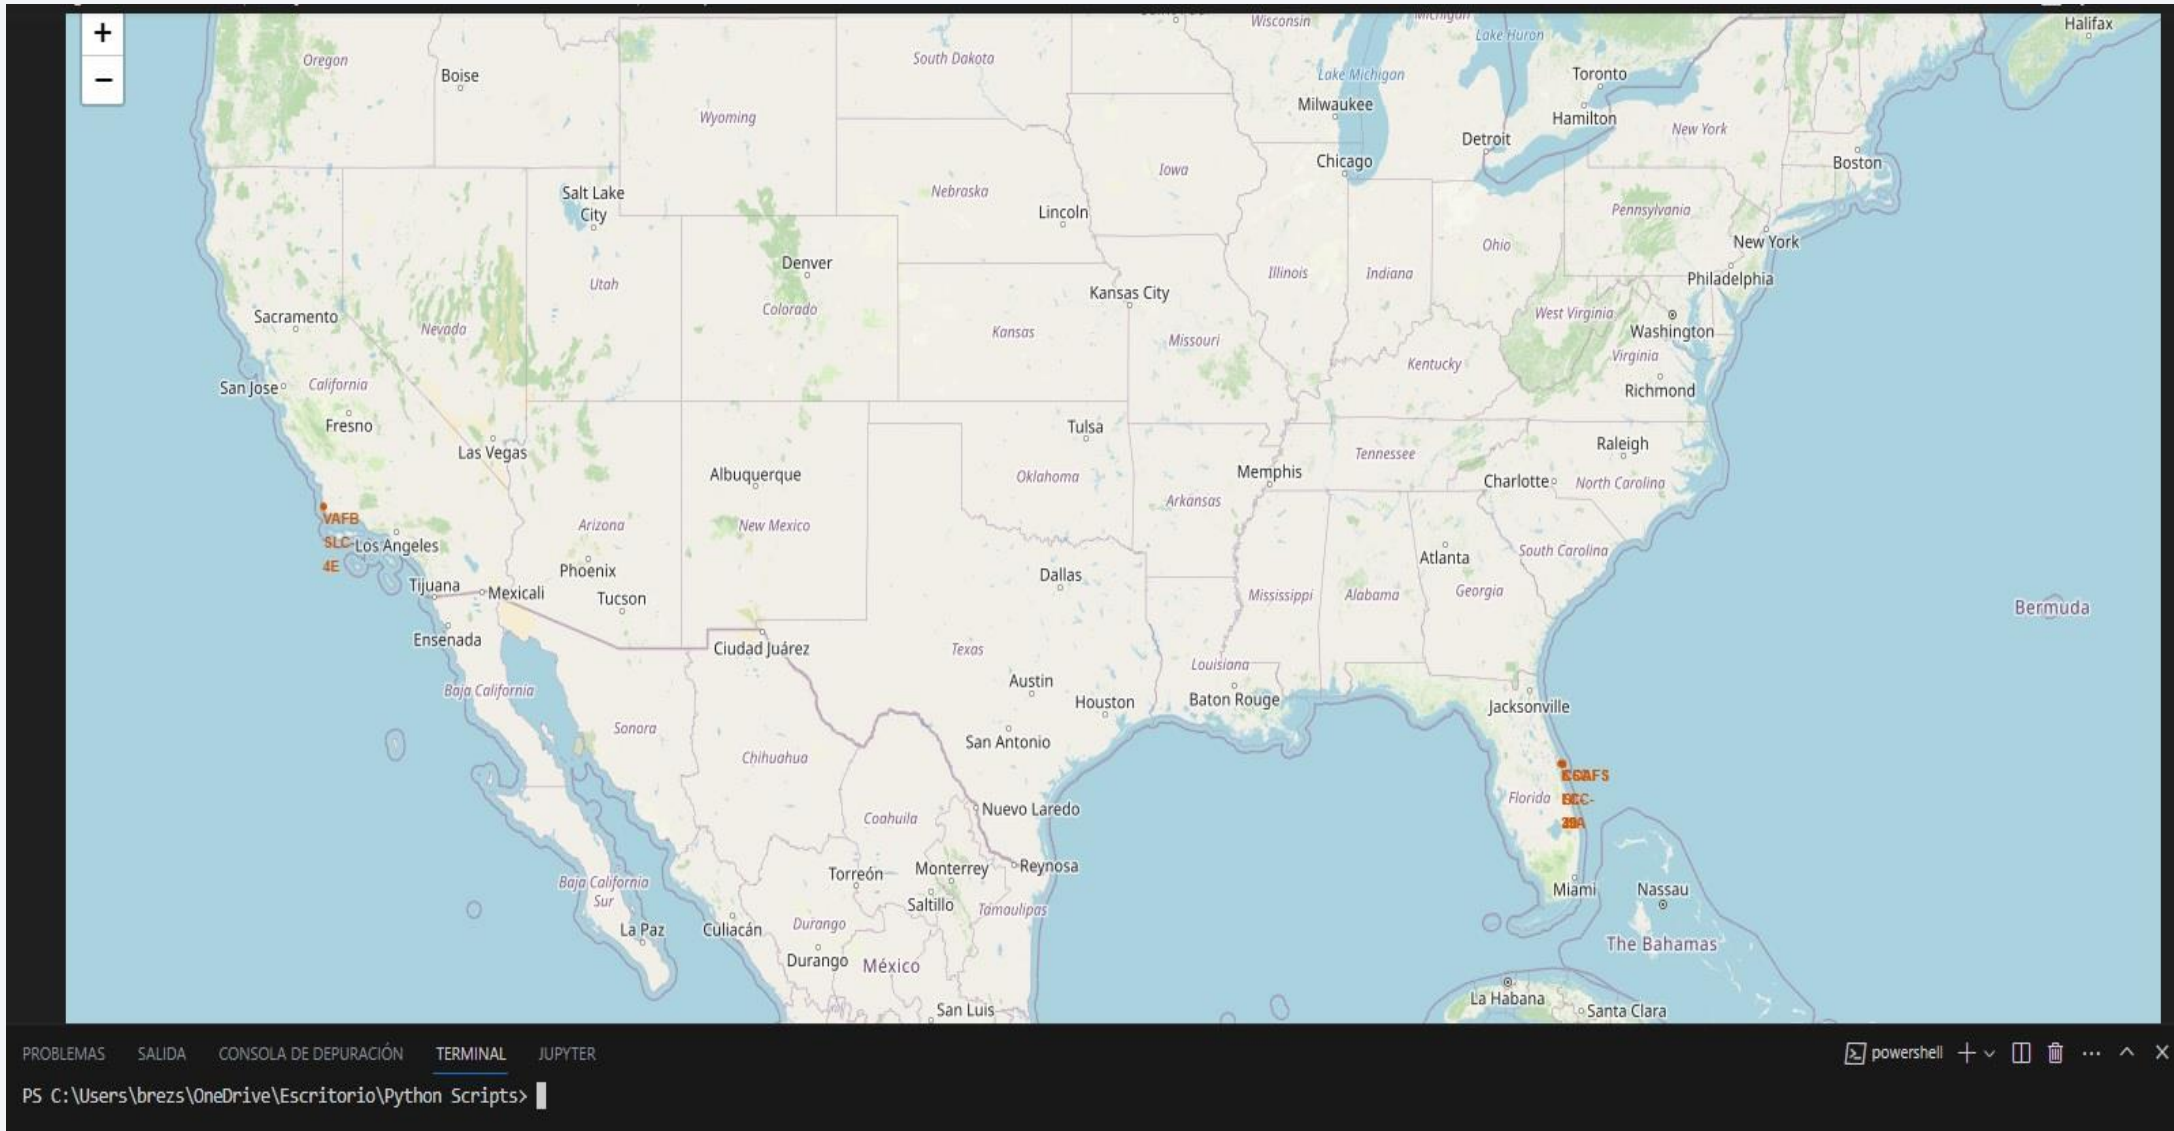 +
−
Wisconsin
Michigan
Lake Huron
Halifax
Oregon
Boise
South Dakota
Lake Michigan
Toronto
Wyoming
Milwaukee
Hamilton
New York
Detroit
Iowa
Chicago
Boston
Salt Lake
City
Nebraska
Lincoln
Pennsylvania
New York
Ohio
Denver
Illinois
Indiana
Philadelphia
Utah
Kansas City
Colorado
Sacramento
Nevada
Kansas
Missouri
West Virginia
Washington
Virginia
Kentucky
San Jose
California
Richmond
Fresno
Tulsa
Las Vegas
Raleigh
Tennessee
Albuquerque
Oklahoma
Memphis
Charlotte
North Carolina
Arkansas
VAFB
SLC-
4E
Los Angeles
Arizona
New Mexico
South Carolina
Atlanta
Phoenix
Dallas
Tijuana
Mexicali
Tucson
Mississippi
Alabama
Georgia
Bermuda
Ensenada
Ciudad Juárez
Texas
Louisiana
Baja California
Austin
Houston
Baton Rouge
Jacksonville
Sonora
San Antonio
Chihuahua
Florida
Nuevo Laredo
Coahuila
Torreón
Monterrey
Reynosa
Baja California
Sur
Miami
Nassau
Saltillo
Tamaulipas
La Paz
Culiacán
Durango
The Bahamas
Durango
México
La Habana
San Luis
Santa Clara
PROBLEMAS SALIDA CONSOLA DE DEPURACIÓN TERMINAL JUPYTER
powershell
PS C:\Users\brezs\OneDrive\Escritorio\Python Scripts>